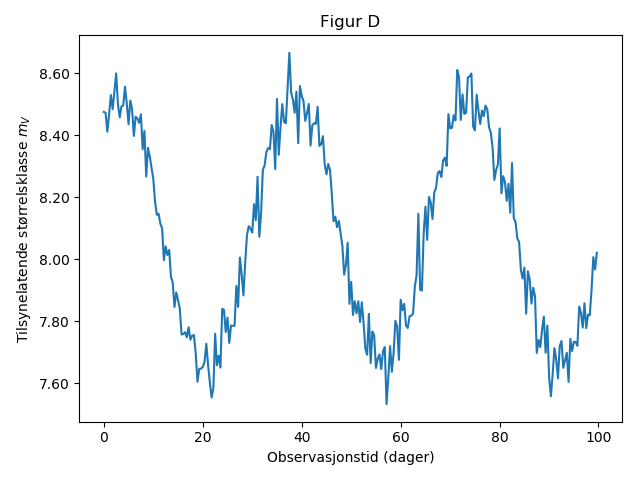 Figur D
Tilsynelatende størrelsklasse m_V
8.60
8.40
8.20
8.00
7.80
7.60
0 20 40 60 80 100
Observasjonstid (dager)